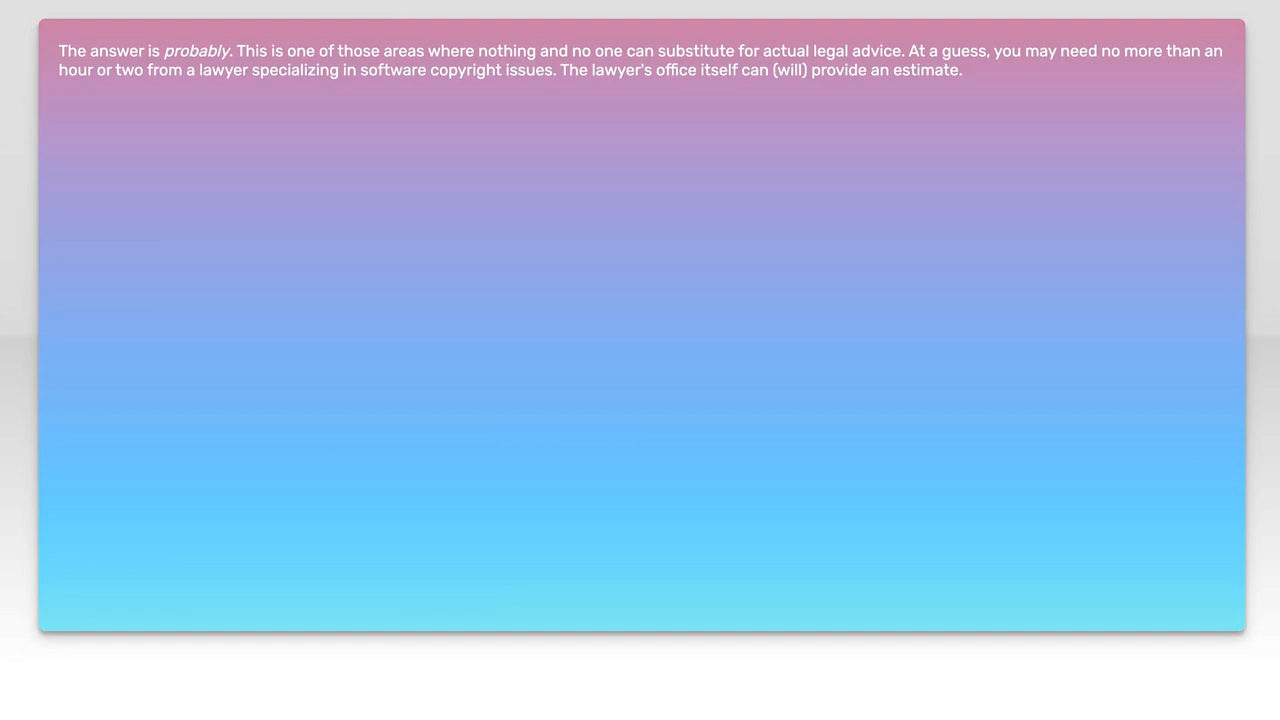 The answer is probably. This is one of those areas where nothing and no one can substitute for actual legal advice. At a guess, you may need no more than an
hour or two from a lawyer specializing in software copyright issues. The lawyer's office itself can (will) provide an estimate.